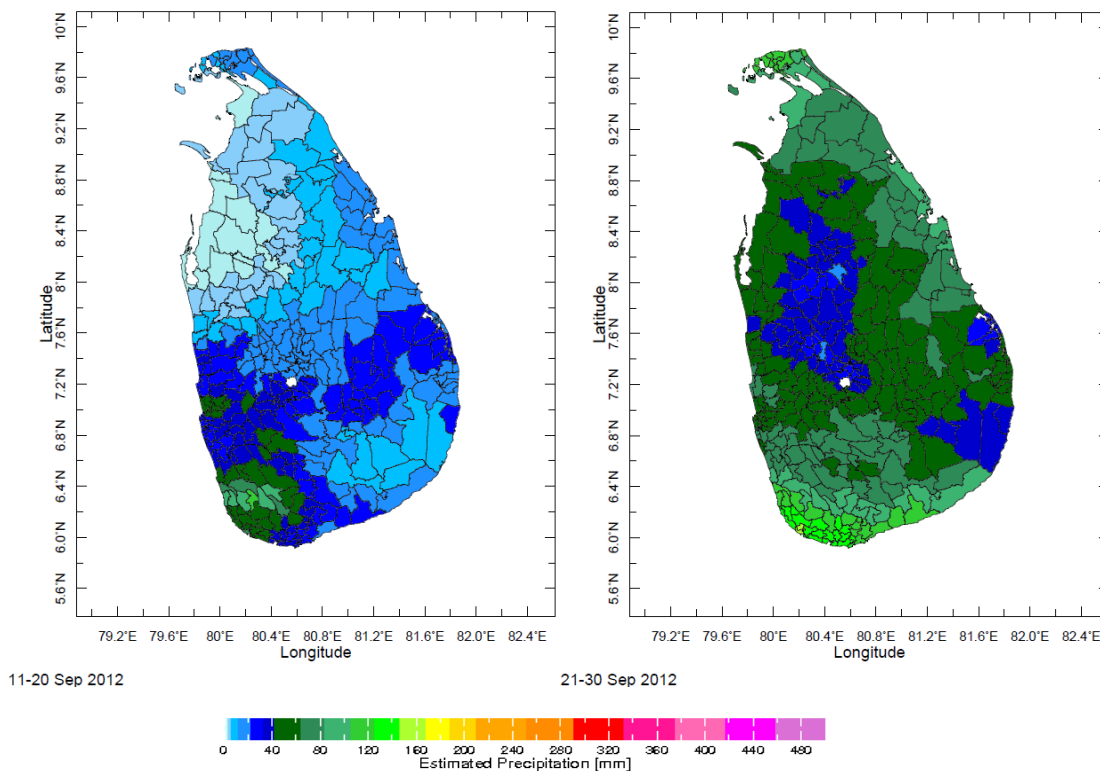 10°N
9.6°N
9.2°N
8.8°N
8.4°N
8°N
7.6°N
7.2°N
6.8°N
6.4°N
6.0°N
5.6°N
Latitude
79.2°E 79.6°E 80°E 80.4°E 80.8°E 81.2°E 81.6°E 82.0°E 82.4°E
Longitude
10°N
9.6°N
9.2°N
8.8°N
8.4°N
8°N
7.6°N
7.2°N
6.8°N
6.4°N
6.0°N
5.6°N
Latitude
79.2°E 79.6°E 80°E 80.4°E 80.8°E 81.2°E 81.6°E 82.0°E 82.4°E
Longitude
11-20 Sep 2012
21-30 Sep 2012
0 40 80 120 160 200 240 280 320 360 400 440 480
Estimated Precipitation [mm]